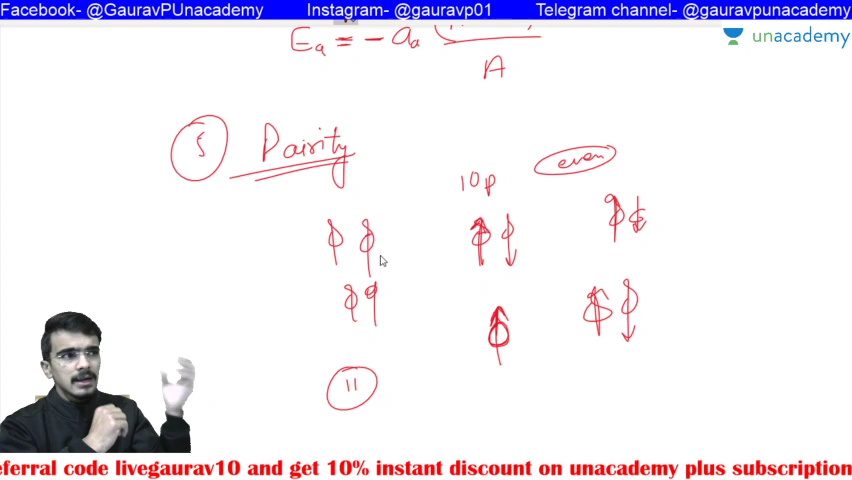 Facebook- @GauravPUnacademy Instagram- @gauravp01 Telegram channel- @gauravpunacademy
unacademy
Ea = - aa
A
5 Pairity
10p even
11
eferral code livegaurav10 and get 10% instant discount on unacademy plus subscription